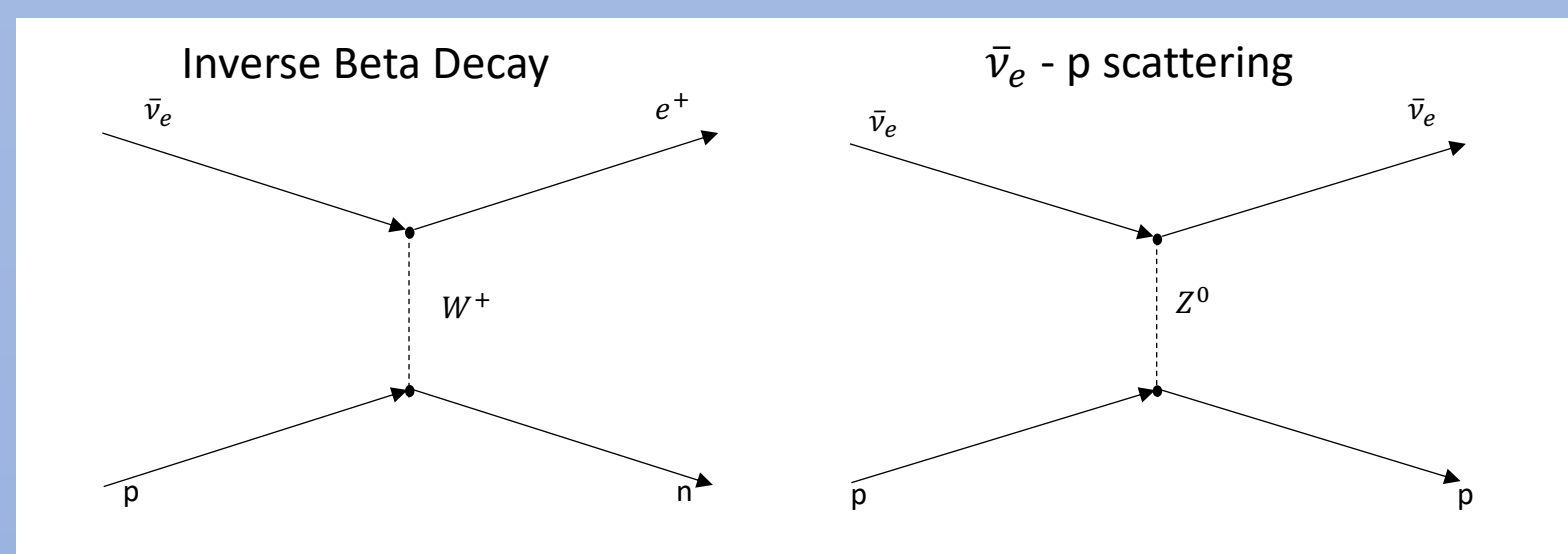 Inverse Beta Decay
ν̄ₑ - p scattering
ν̄ₑ
e⁺
ν̄ₑ
ν̄ₑ
W⁺
Z⁰
p
n
p
p